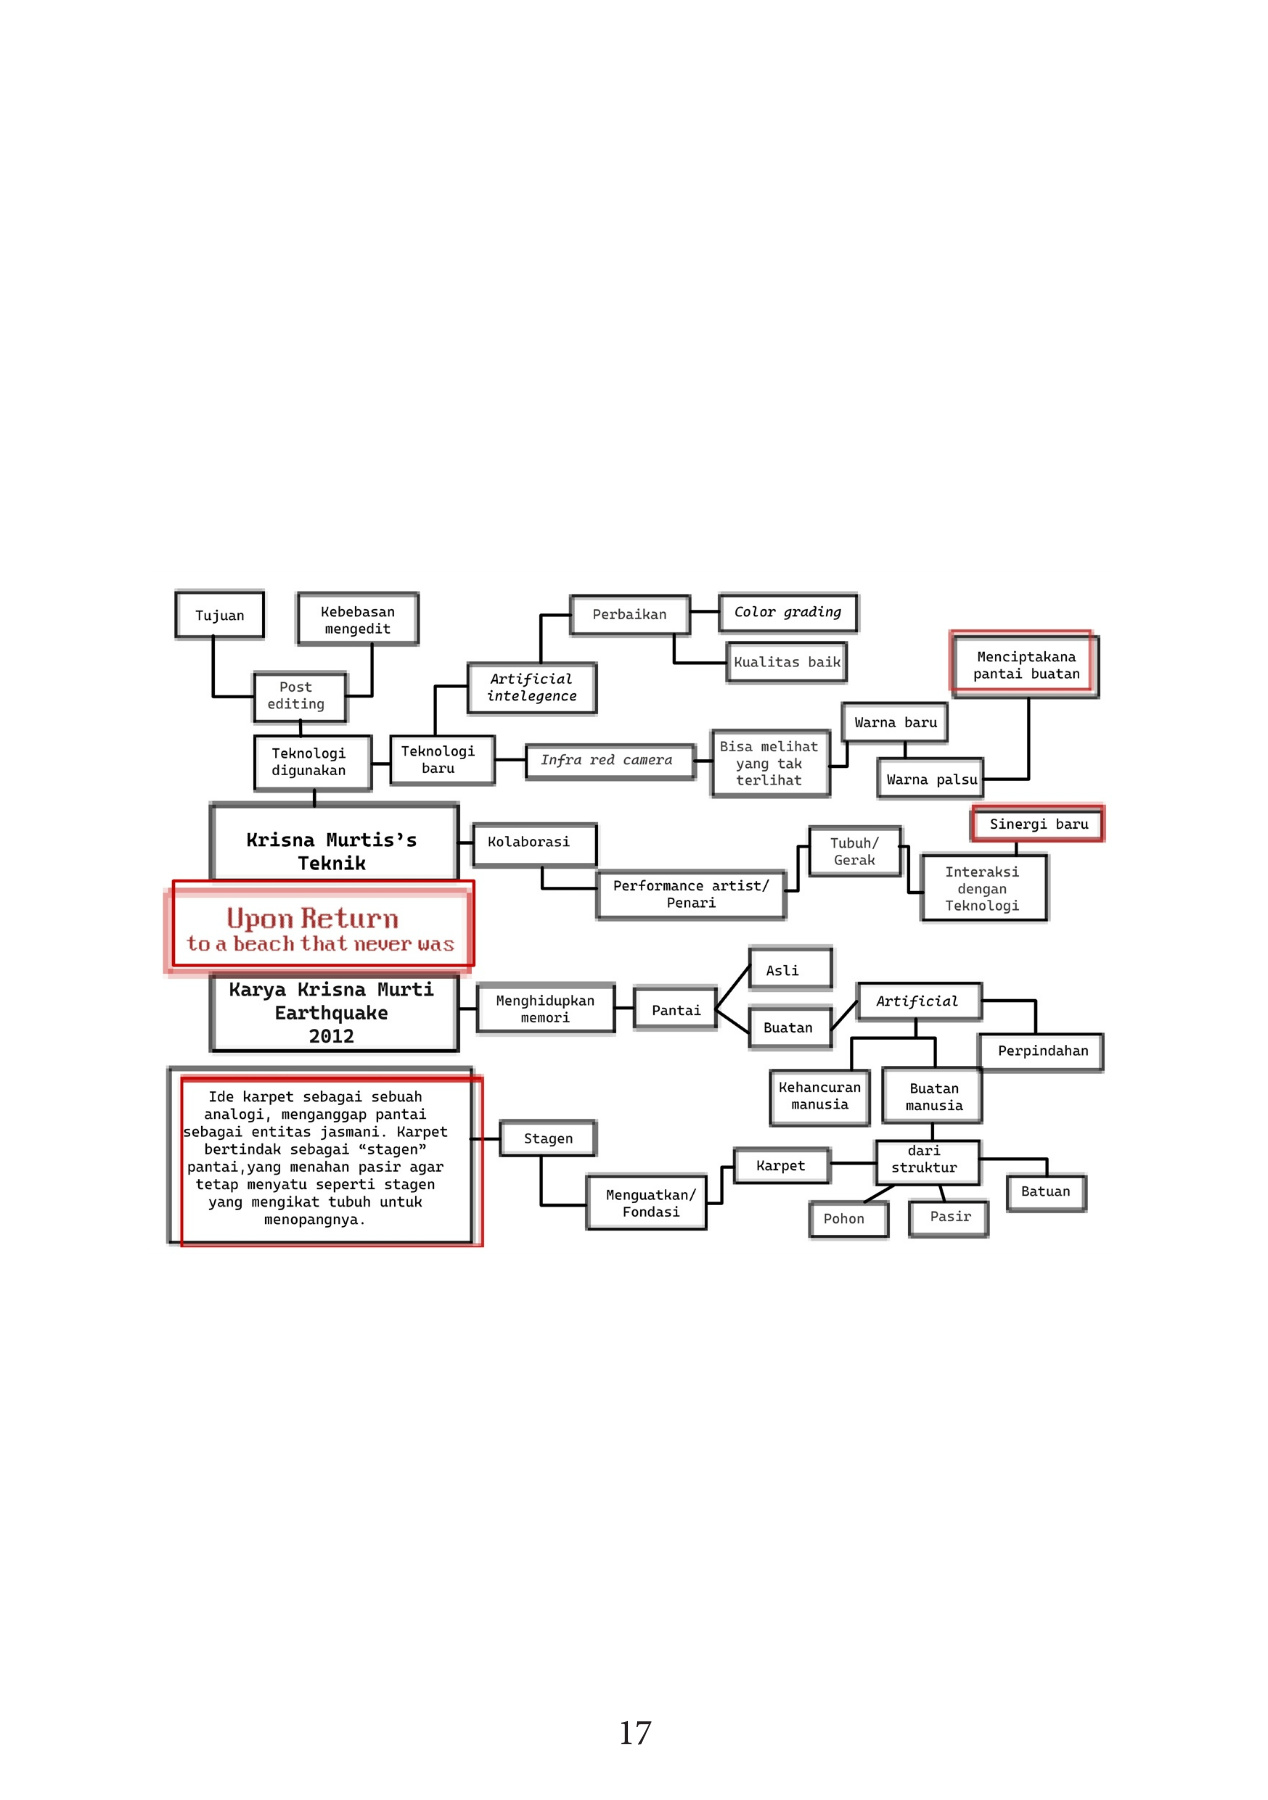 Tujuan
Kebebasan
mengedit
Post
editing
Teknologi
digunakan
Teknologi
baru
Artificial
intelegence
Perbaikan
Color grading
Kualitas baik
Infra red camera
Bisa melihat
yang tak
terlihat
Warna baru
Warna palsu
Menciptakana
pantai buatan
Krisna Murtis’s
Teknik
Kolaborasi
Performance artist/
Penari
Tubuh/
Gerak
Interaksi
dengan
Teknologi
Sinergi baru
Upon Return
to a beach that never was
Karya Krisna Murti
Earthquake
2012
Menghidupkan
memori
Pantai
Asli
Buatan
Artificial
Perpindahan
Kehancuran
manusia
Buatan
manusia
dari
struktur
Batuan
Pohon
Pasir
Karpet
Menguatkan/
Fondasi
Stagen
Ide karpet sebagai sebuah
analogi, menganggap pantai
sebagai entitas jasmani. Karpet
bertindak sebagai “stagen”
pantai,yang menahan pasir agar
tetap menyatu seperti stagen
yang mengikat tubuh untuk
menopangnya.
17